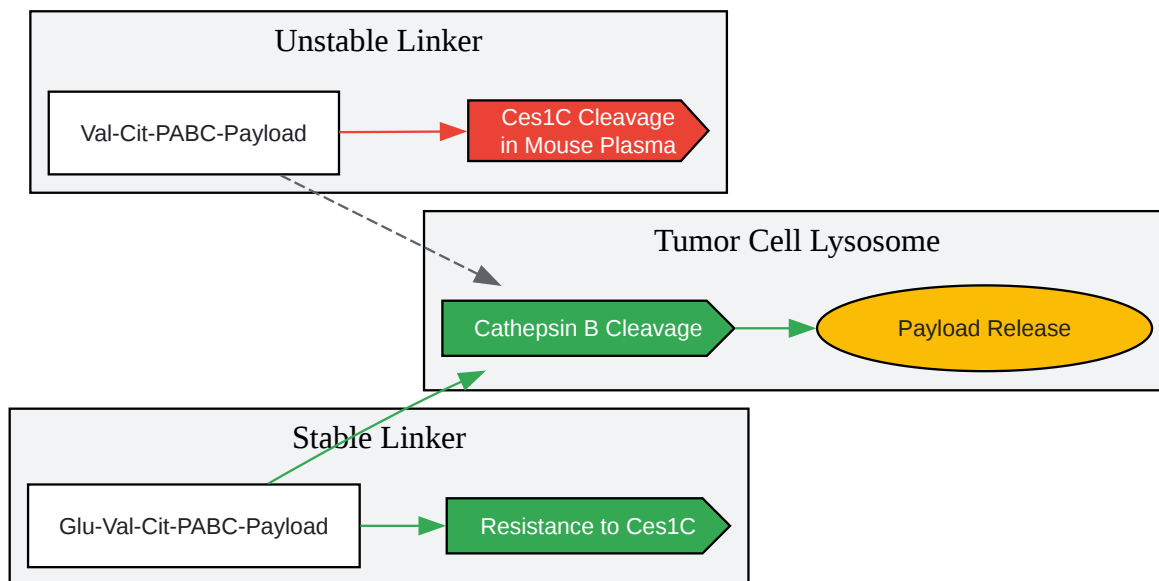 Unstable Linker
Val-Cit-PABC-Payload
Ces1C Cleavage
in Mouse Plasma
Tumor Cell Lysosome
Cathepsin B Cleavage
Payload Release
Stable Linker
Glu-Val-Cit-PABC-Payload
Resistance to Ces1C